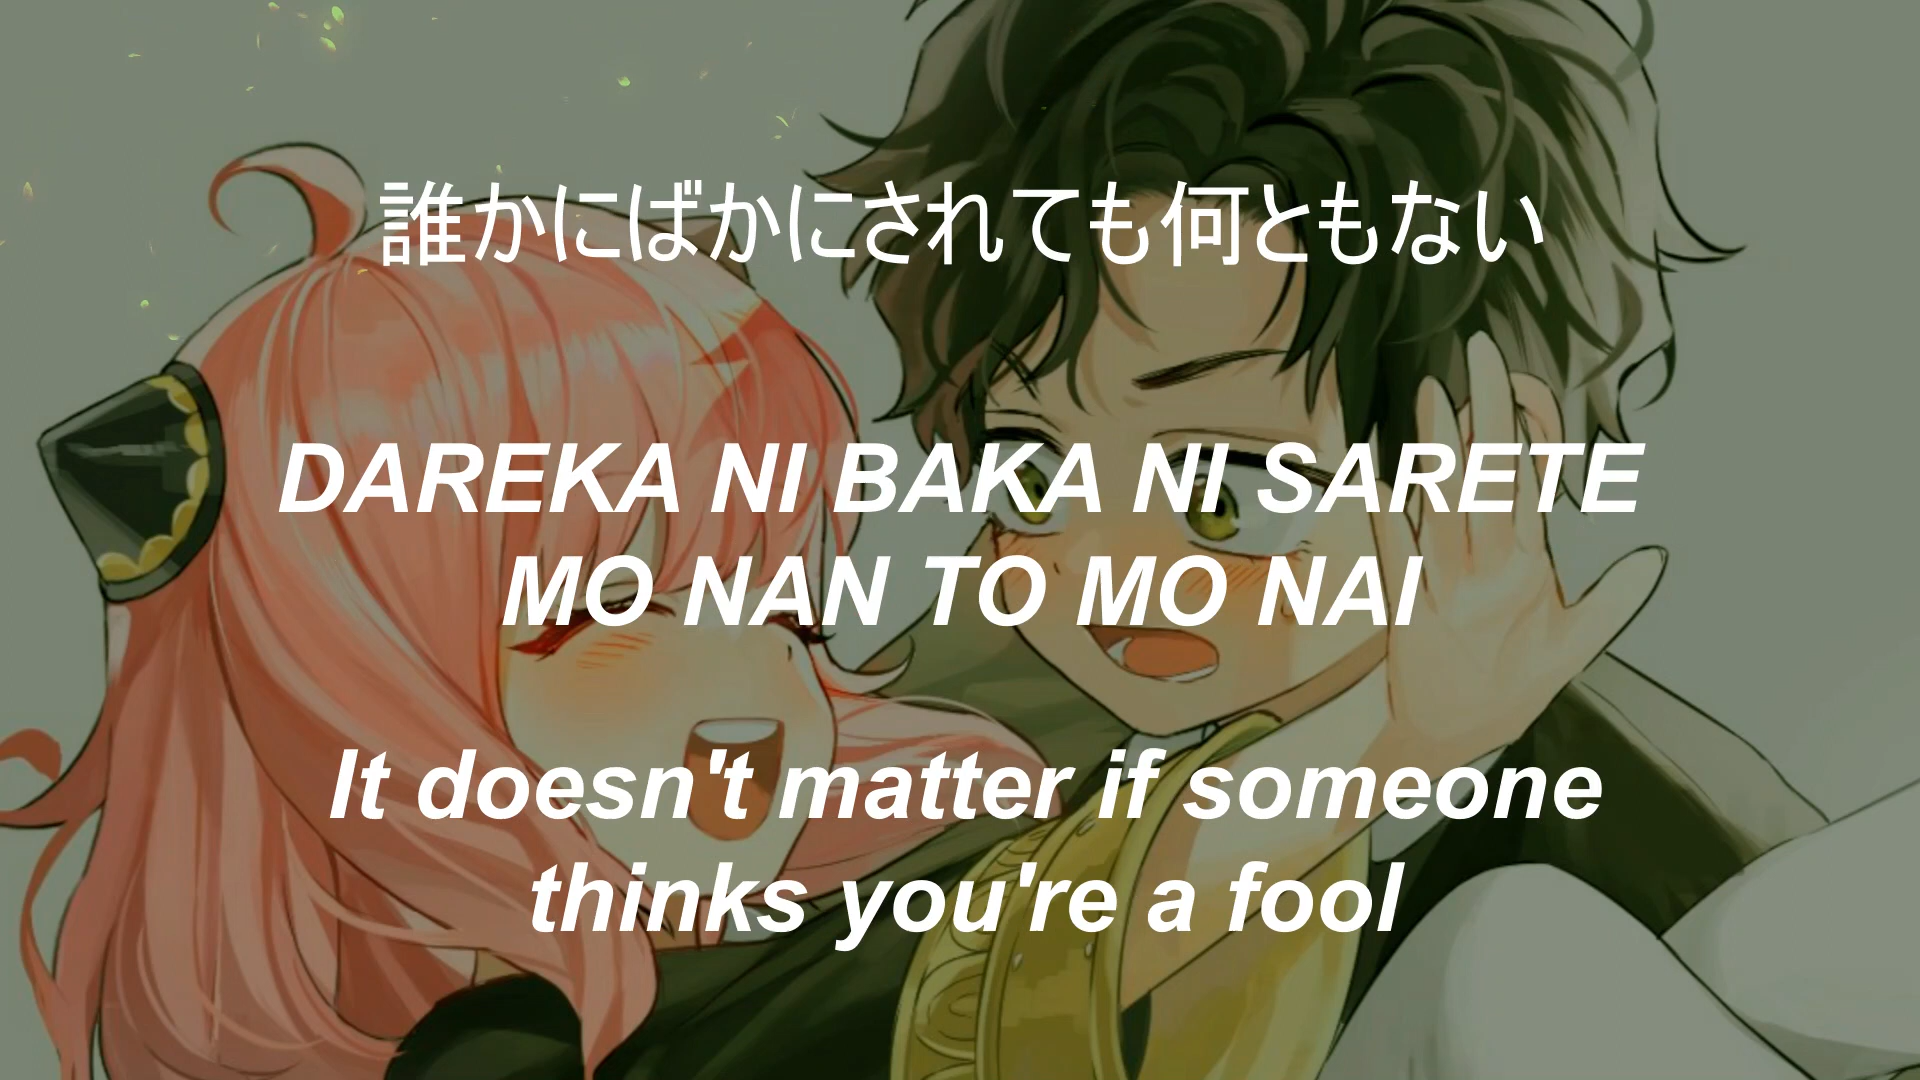 誰かにばかにされても何ともない
DAREKA NI BAKA NI SARETE
MO NAN TO MO NAI
It doesn't matter if someone
thinks you're a fool